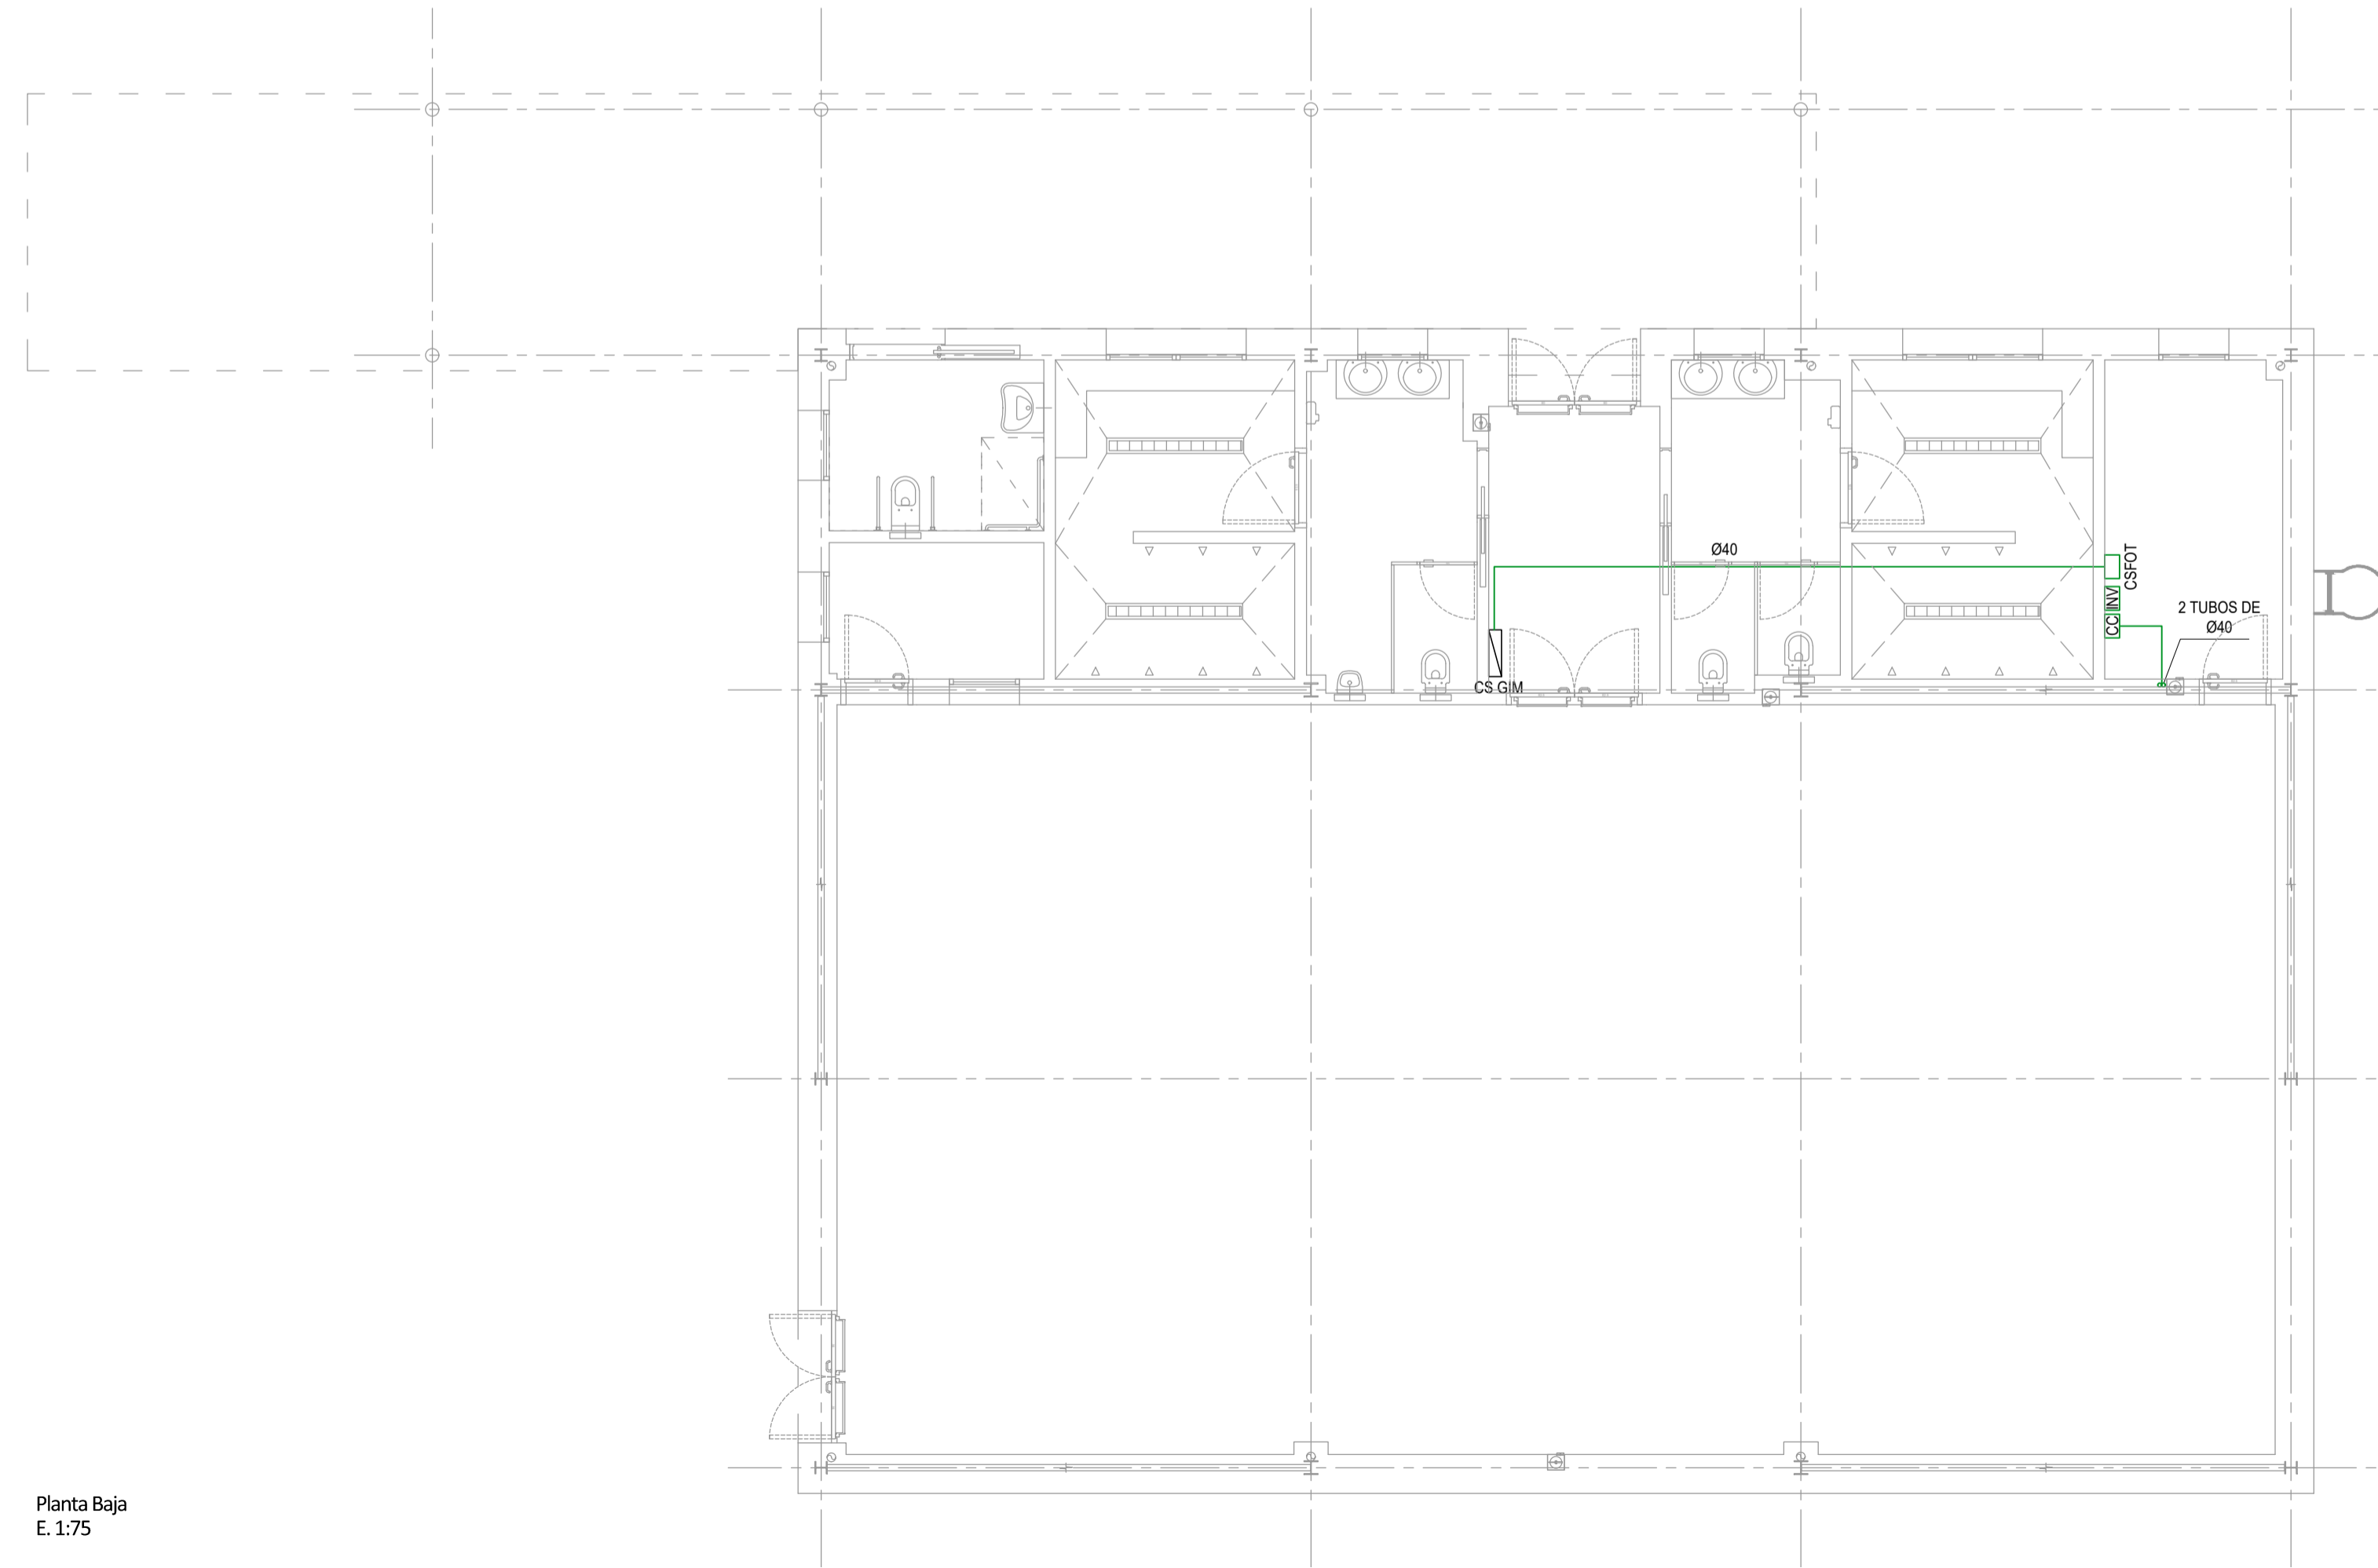 Ø40
CSFOT
INV
CC
2 TUBOS DE
Ø40
CS GIM
Planta Baja
E. 1:75